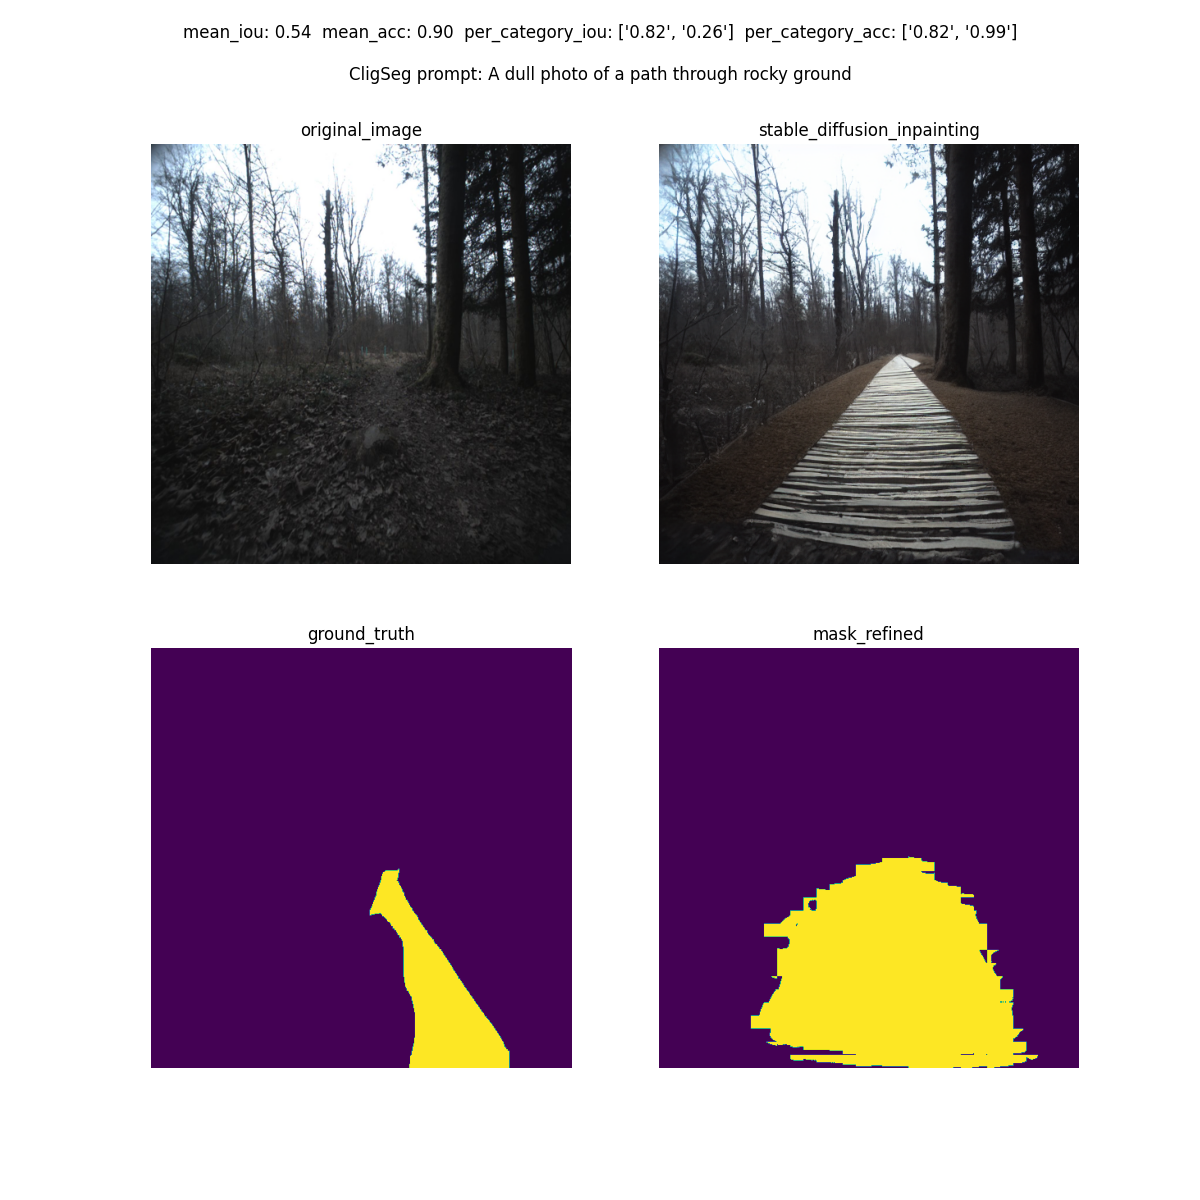 mean_iou: 0.54  mean_acc: 0.90  per_category_iou: ['0.82', '0.26']  per_category_acc: ['0.82', '0.99']
CligSeg prompt: A dull photo of a path through rocky ground
original_image
stable_diffusion_inpainting
ground_truth
mask_refined